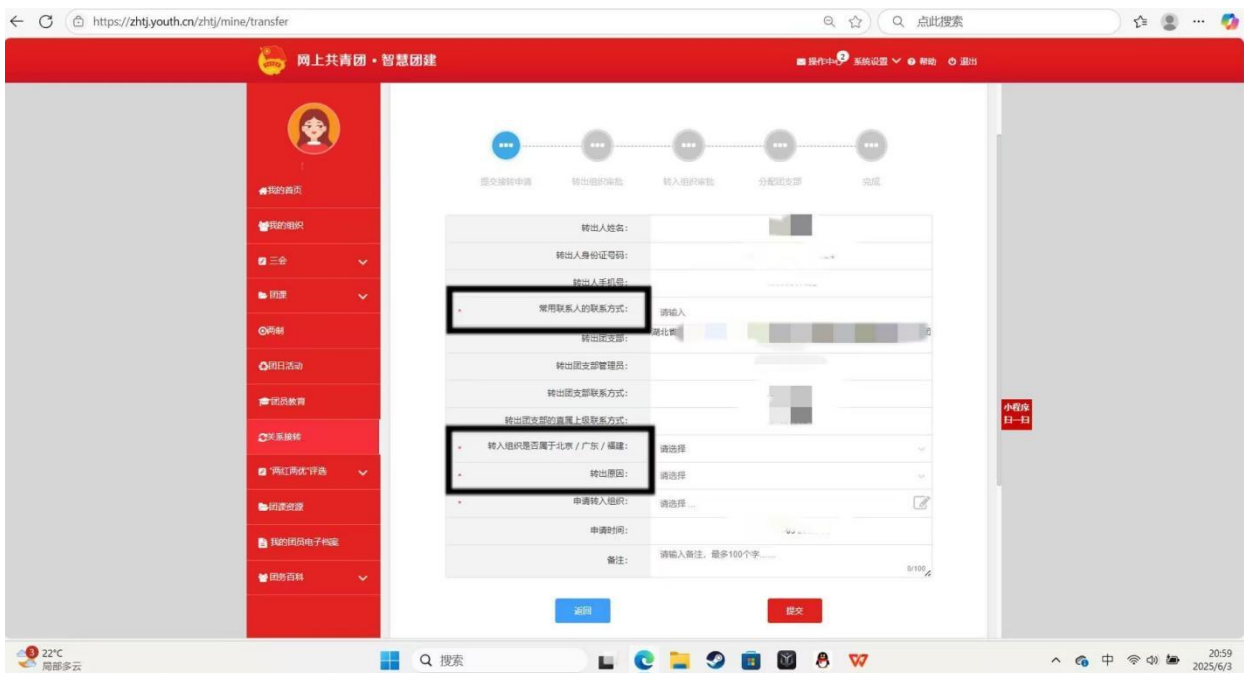 https://zhtj.youth.cn/zhtj/mine/transfer
点此搜索
网上共青团·智慧团建
操作中心 2 系统设置 帮助 退出
提交接转申请 转出组织审批 转入组织审批 分配团支部 完成
我的首页
我的组织
三会
团课
两制
团日活动
团员教育
关系接转
“两红两优”评选
团课资源
我的团员电子档案
团务百科
转出人姓名:
转出人身份证号码:
转出人手机号:
* 常用联系人的联系方式: 请输入
转出团支部: 湖北省
转出团支部管理员:
转出团支部联系方式:
转出团支部的直属上级联系方式:
* 转入组织是否属于北京/广东/福建: 请选择
* 转出原因: 请选择
* 申请转入组织: 请选择...
申请时间:
备注: 请输入备注，最多100个字......
0/100
返回 提交
小程序
扫一扫
3 22°C
局部多云
搜索
中
20:59
2025/6/3